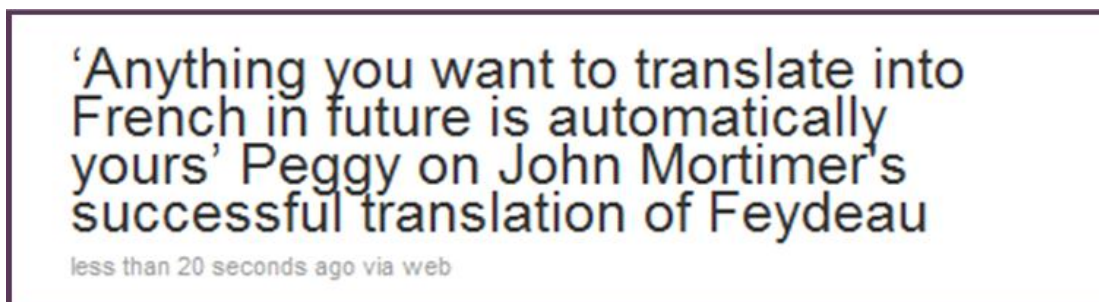 ‘Anything you want to translate into
French in future is automatically
yours’ Peggy on John Mortimer's
successful translation of Feydeau
less than 20 seconds ago via web